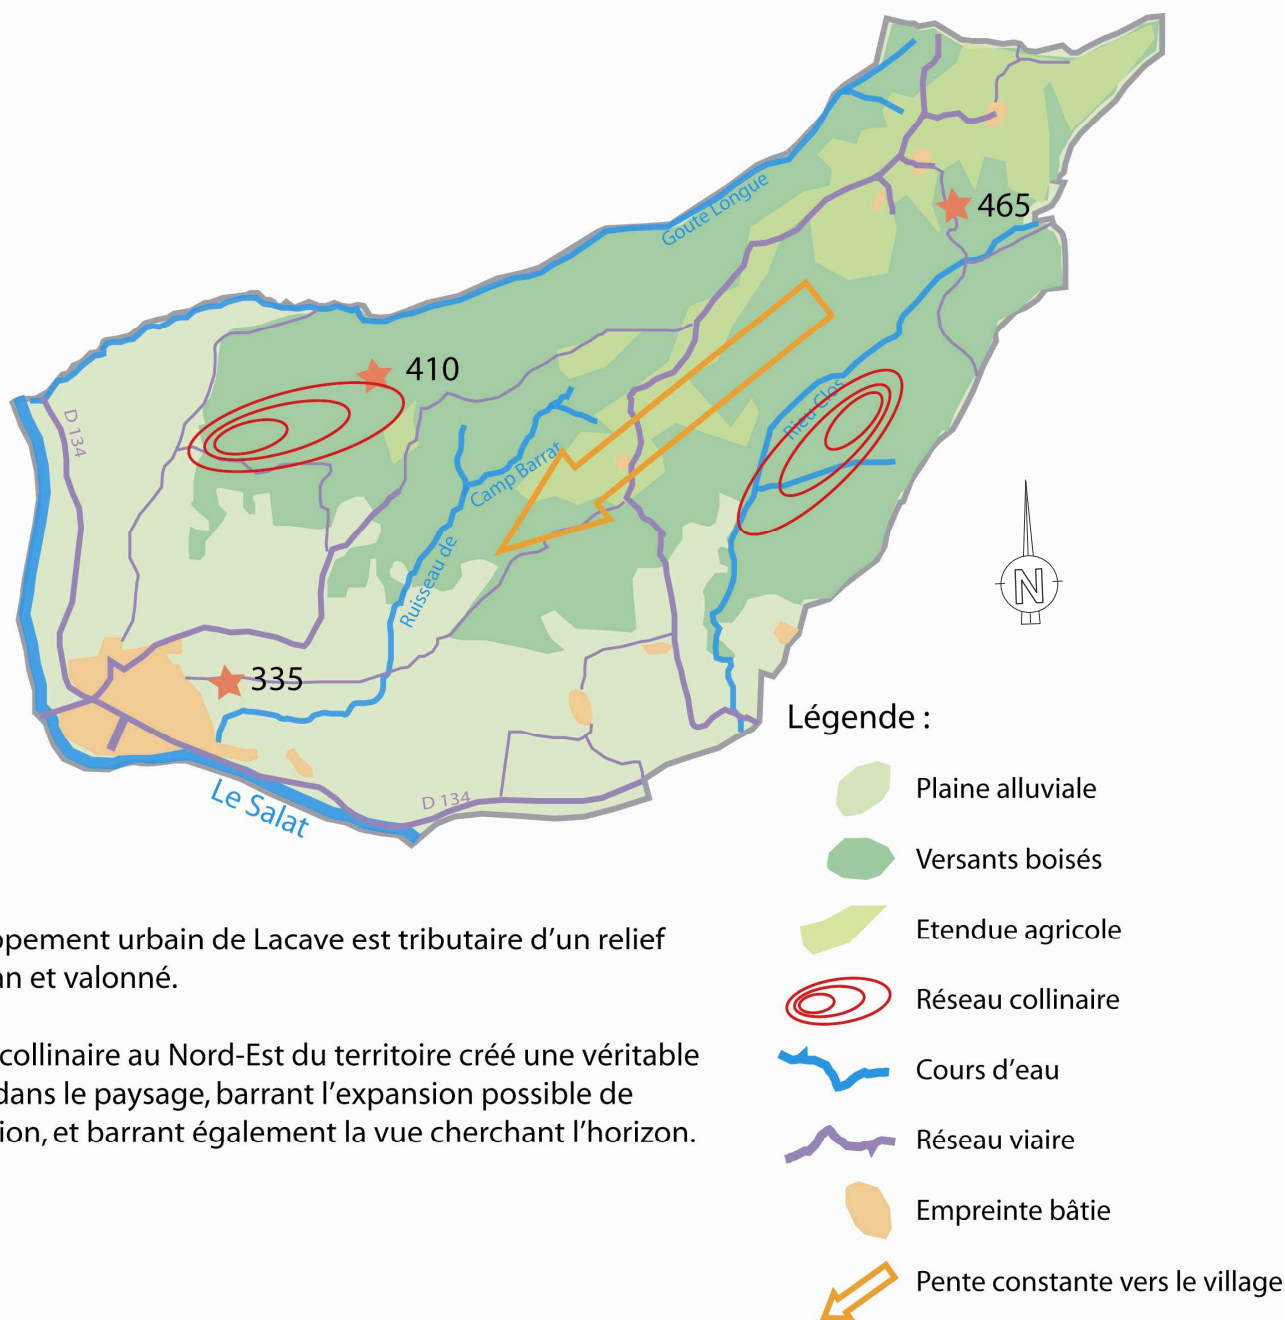 465
Goute Longue
410
D 134
Rieu Clos
Camp Barrat
Ruisseau de
N
335
Légende :
Le Salat
D 134
Plaine alluviale
Versants boisés
Etendue agricole
Réseau collinaire
Cours d'eau
Réseau viaire
Empreinte bâtie
Pente constante vers le village
ppement urbain de Lacave est tributaire d'un relief
an et valonné.
collinaire au Nord-Est du territoire créé une véritable
dans le paysage, barrant l'expansion possible de
ion, et barrant également la vue cherchant l'horizon.